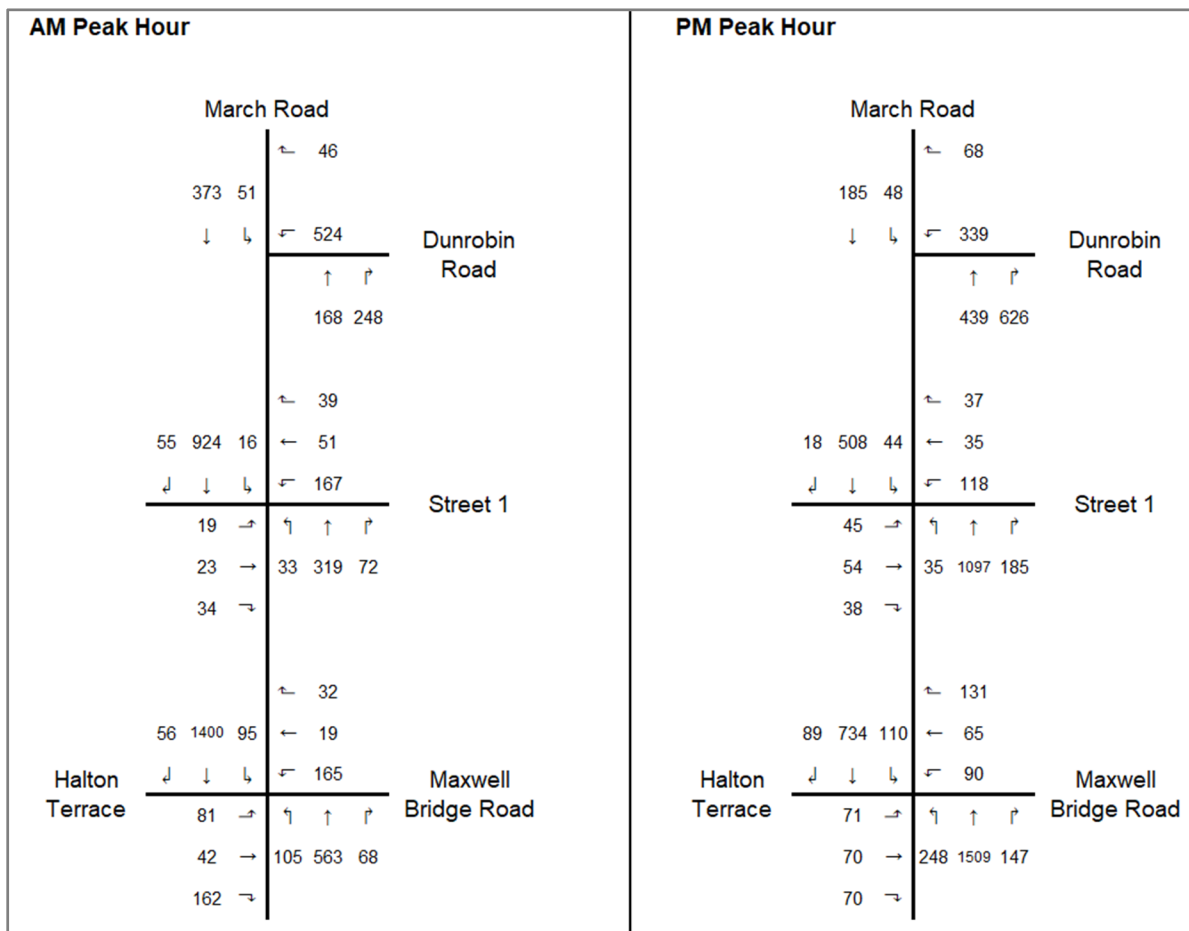 AM Peak Hour
March Road
46
373 51
524
Dunrobin
Road
168 248
39
55 924 16 51
167
Street 1
19
23 33 319 72
34
32
56 1400 95 19
165
Halton
Terrace
Maxwell
Bridge Road
81
42 105 563 68
162
PM Peak Hour
March Road
68
185 48
339
Dunrobin
Road
439 626
37
18 508 44 35
118
Street 1
45
54 35 1097 185
38
131
89 734 110 65
90
Halton
Terrace
Maxwell
Bridge Road
71
70 248 1509 147
70